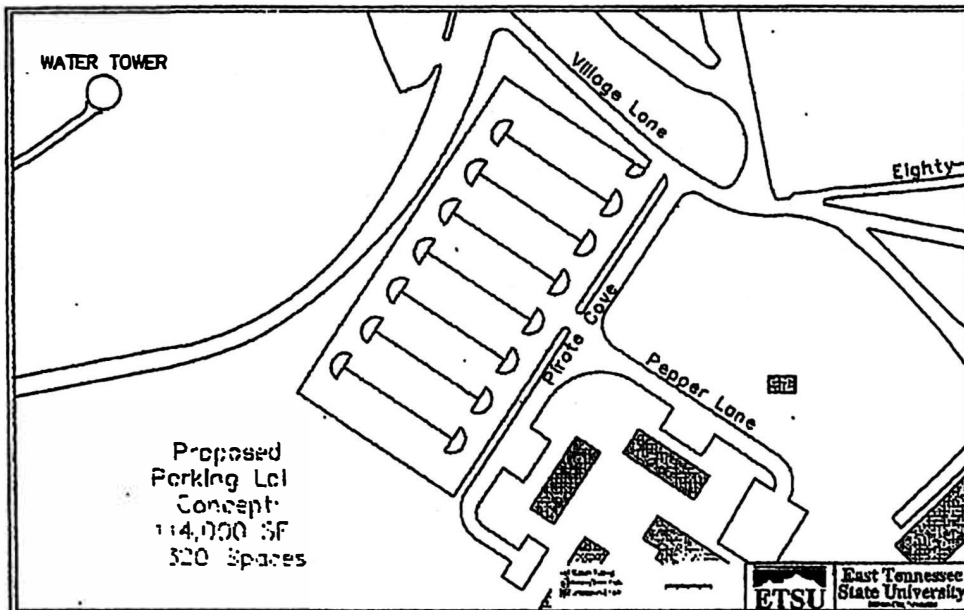 WATER TOWER
Village Lane
Eighty
Pirate Cove
Pepper Lane
Proposed
Parking Lot
Concept:
114,000 SF
320 Spaces
ETSU
East Tennessee
State University